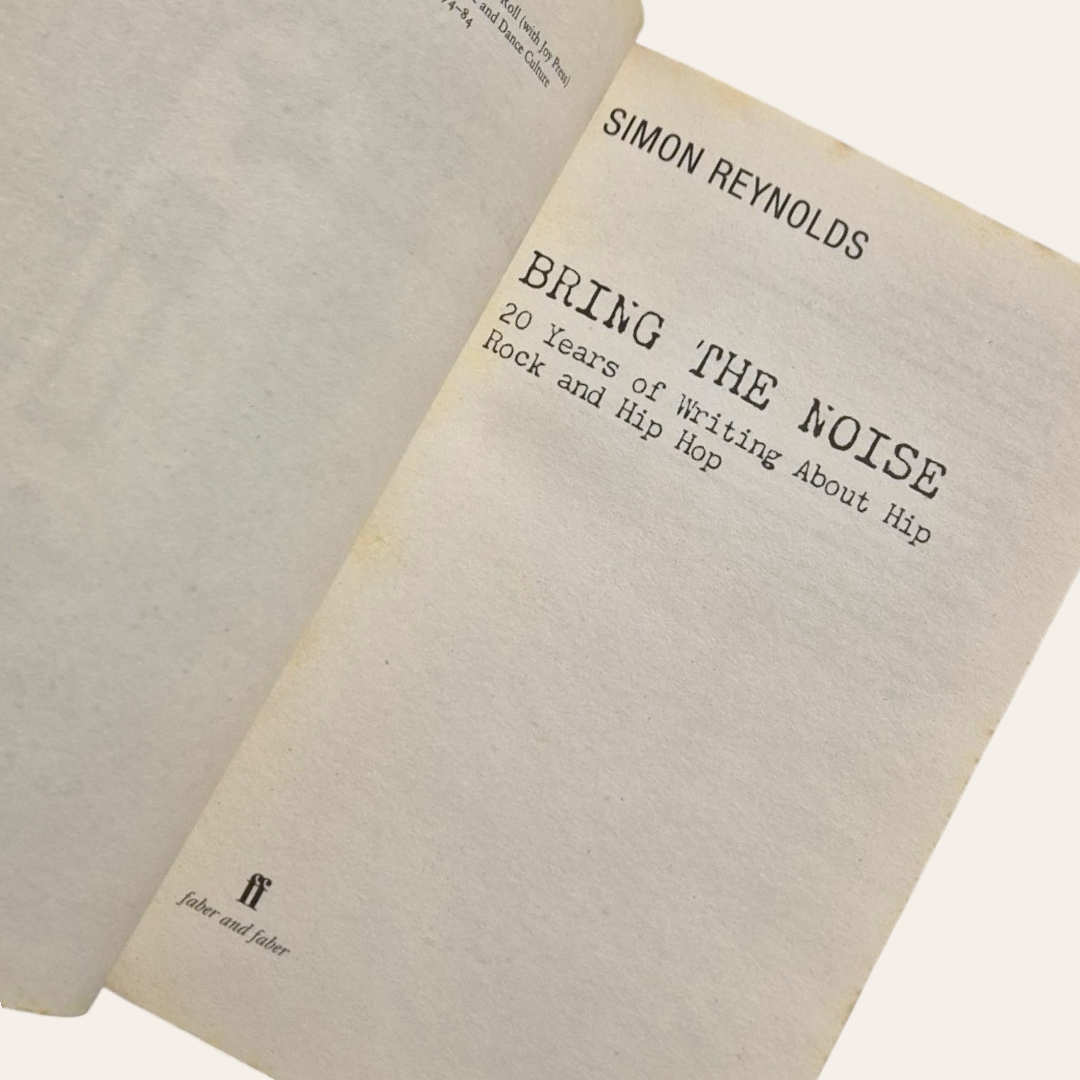 Roll (with Joy Press)
and Dance Culture
4–84
SIMON REYNOLDS
BRING THE NOISE
20 Years of Writing About Hip
Rock and Hip Hop
ff
faber and faber